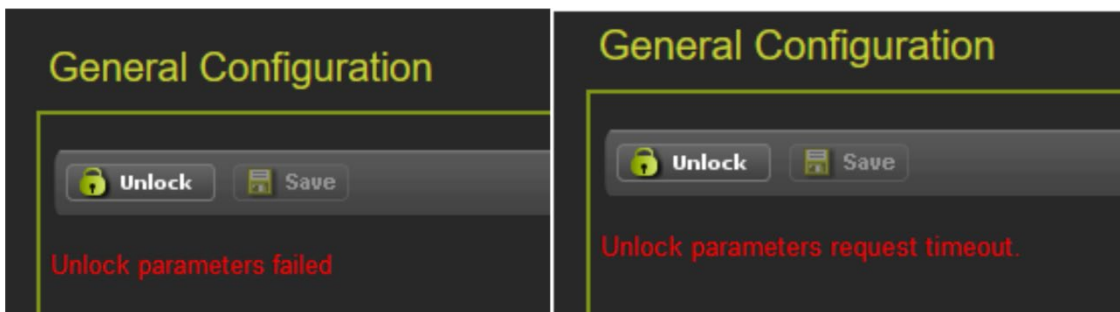 General Configuration
Unlock Save
Unlock parameters failed
General Configuration
Unlock Save
Unlock parameters request timeout.